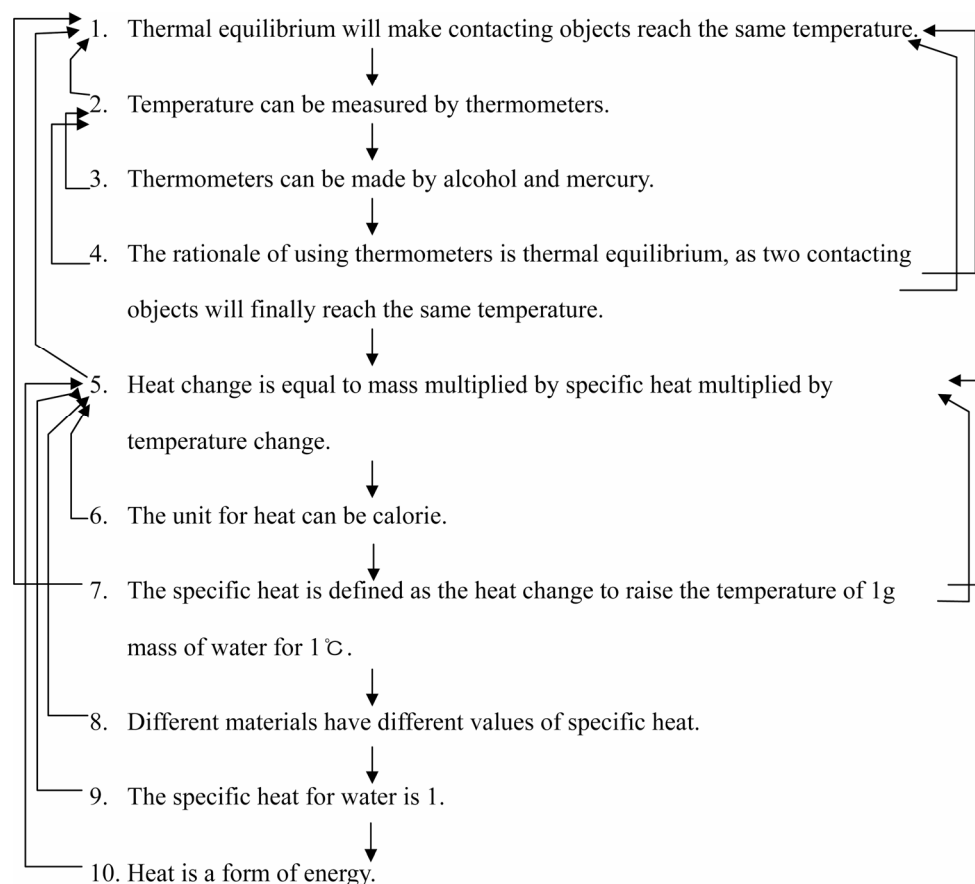 1. Thermal equilibrium will make contacting objects reach the same temperature.
2. Temperature can be measured by thermometers.
3. Thermometers can be made by alcohol and mercury.
4. The rationale of using thermometers is thermal equilibrium, as two contacting
objects will finally reach the same temperature.
5. Heat change is equal to mass multiplied by specific heat multiplied by
temperature change.
6. The unit for heat can be calorie.
7. The specific heat is defined as the heat change to raise the temperature of 1g
mass of water for 1℃.
8. Different materials have different values of specific heat.
9. The specific heat for water is 1.
10. Heat is a form of energy.